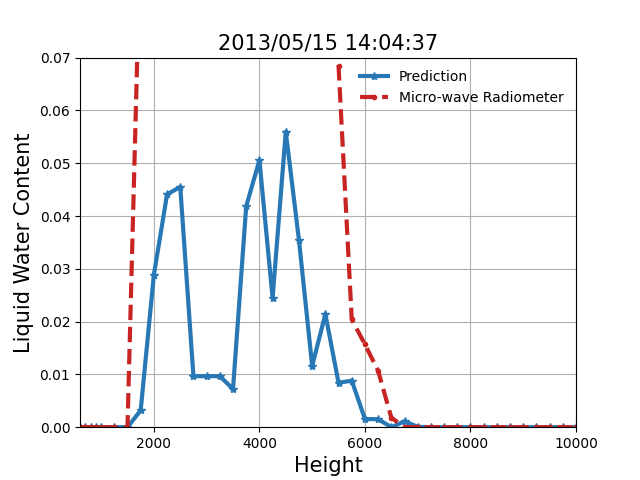 2013/05/15 14:04:37
0.07
0.06
0.05
0.04
0.03
0.02
0.01
0.00
Liquid Water Content
Prediction
Micro-wave Radiometer
2000 4000 6000 8000 10000
Height